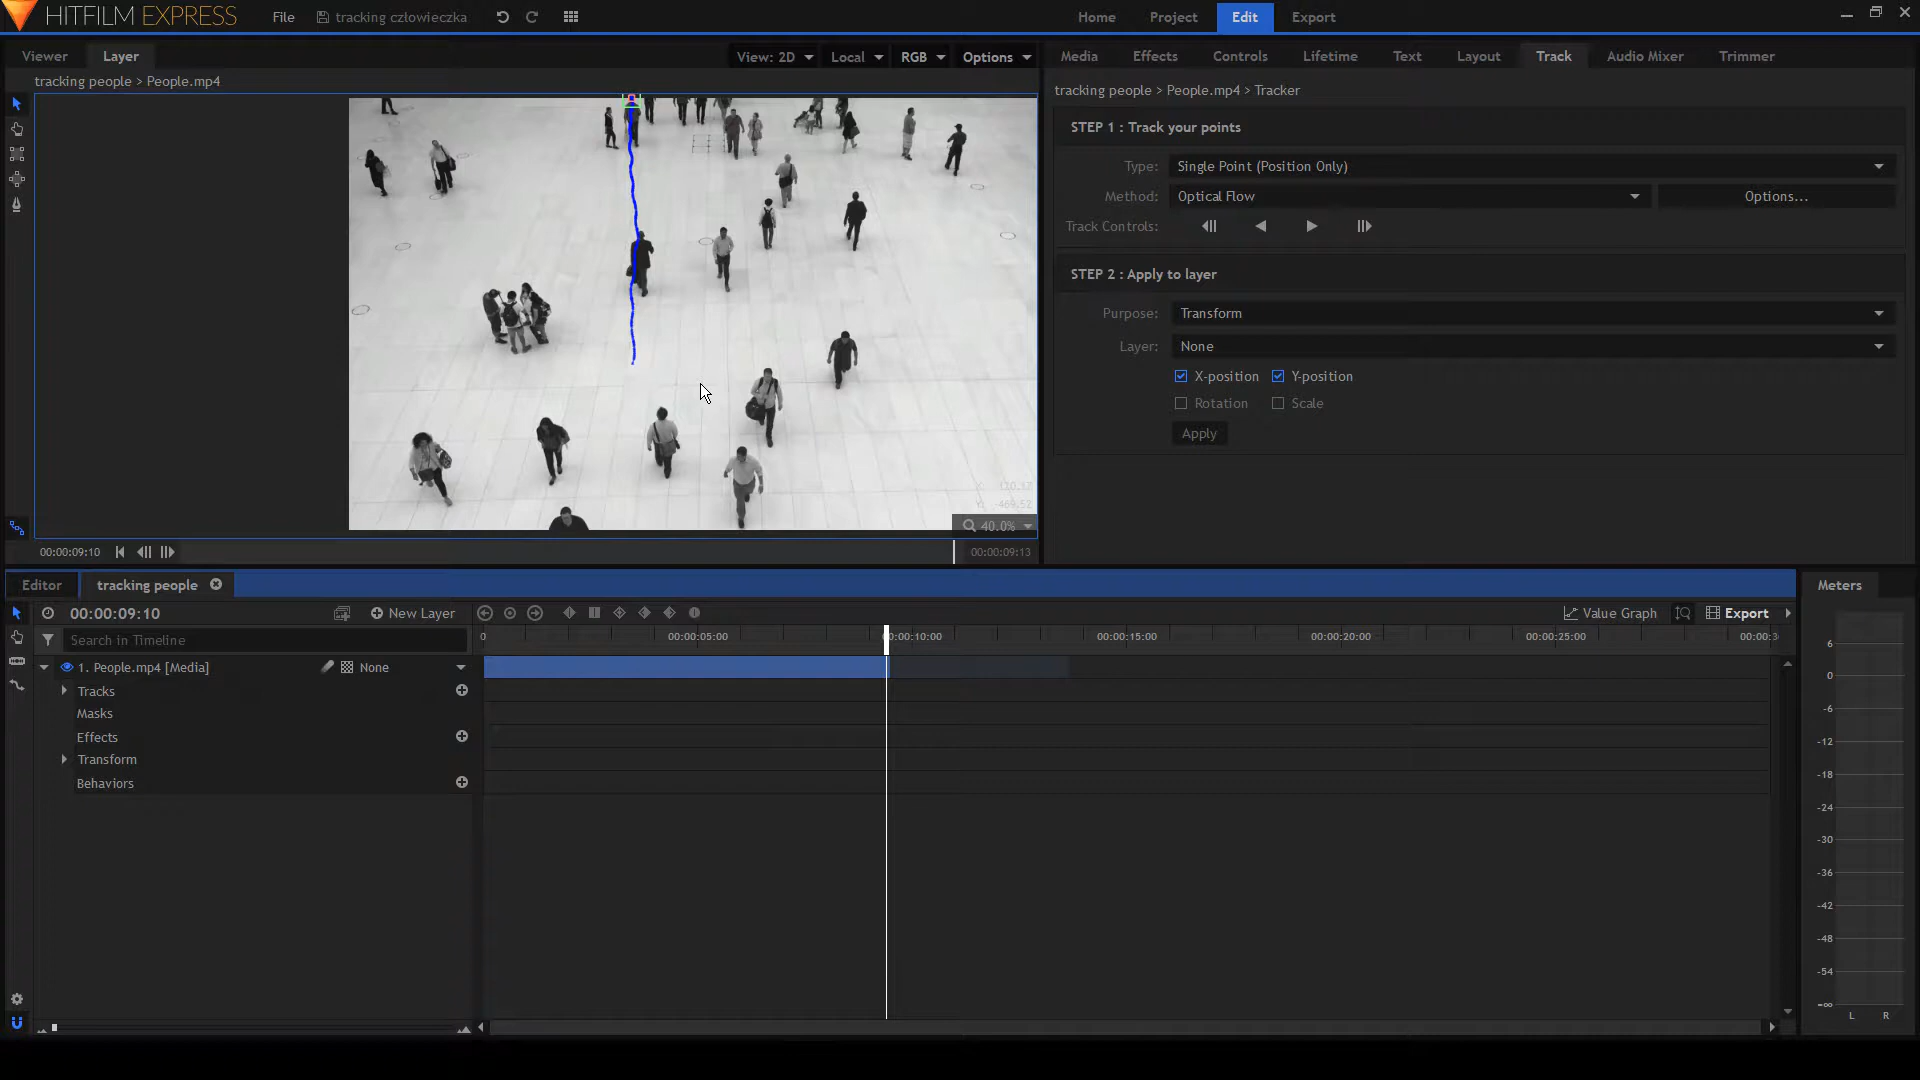 HITFILM EXPRESS File tracking człowieczka Home Project Edit Export
Viewer Layer View: 2D Local RGB Options Media Effects Controls Lifetime Text Layout Track Audio Mixer Trimmer
tracking people > People.mp4
tracking people > People.mp4 > Tracker
STEP 1 : Track your points
Type: Single Point (Position Only)
Method: Optical Flow Options...
Track Controls:
STEP 2 : Apply to layer
Purpose: Transform
Layer: None
X-position Y-position
Rotation Scale
Apply
X:
Y: -469.52
40.0%
00:00:09:10 00:00:09:13
Editor tracking people Meters
00:00:09:10 New Layer Value Graph Export
Search in Timeline 0 00:00:05:00 00:00:10:00 00:00:15:00 00:00:20:00 00:00:25:00 00:00:3
1. People.mp4 [Media] None
Tracks
Masks
Effects
Transform
Behaviors
6
0
-6
-12
-18
-24
-30
-36
-42
-48
-54
-∞
L R